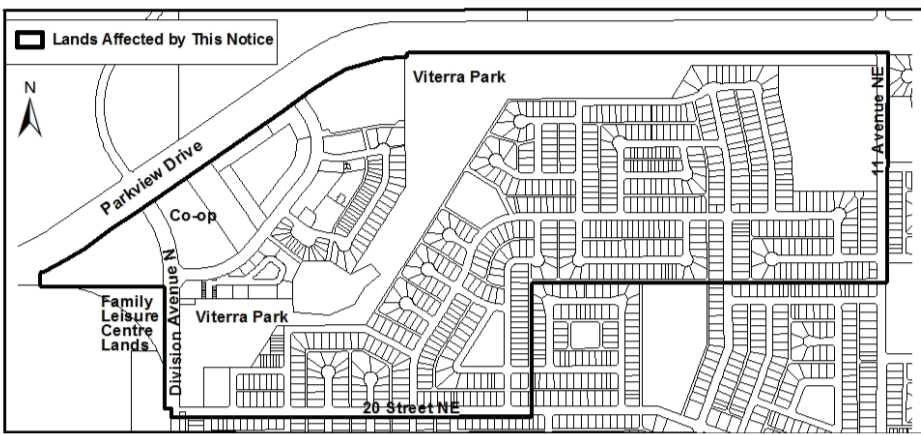 Lands Affected by This Notice
N
Viterra Park
11 Avenue NE
Parkview Drive
Co-op
Division Avenue N
Family
Leisure
Centre
Lands
Viterra Park
20 Street NE